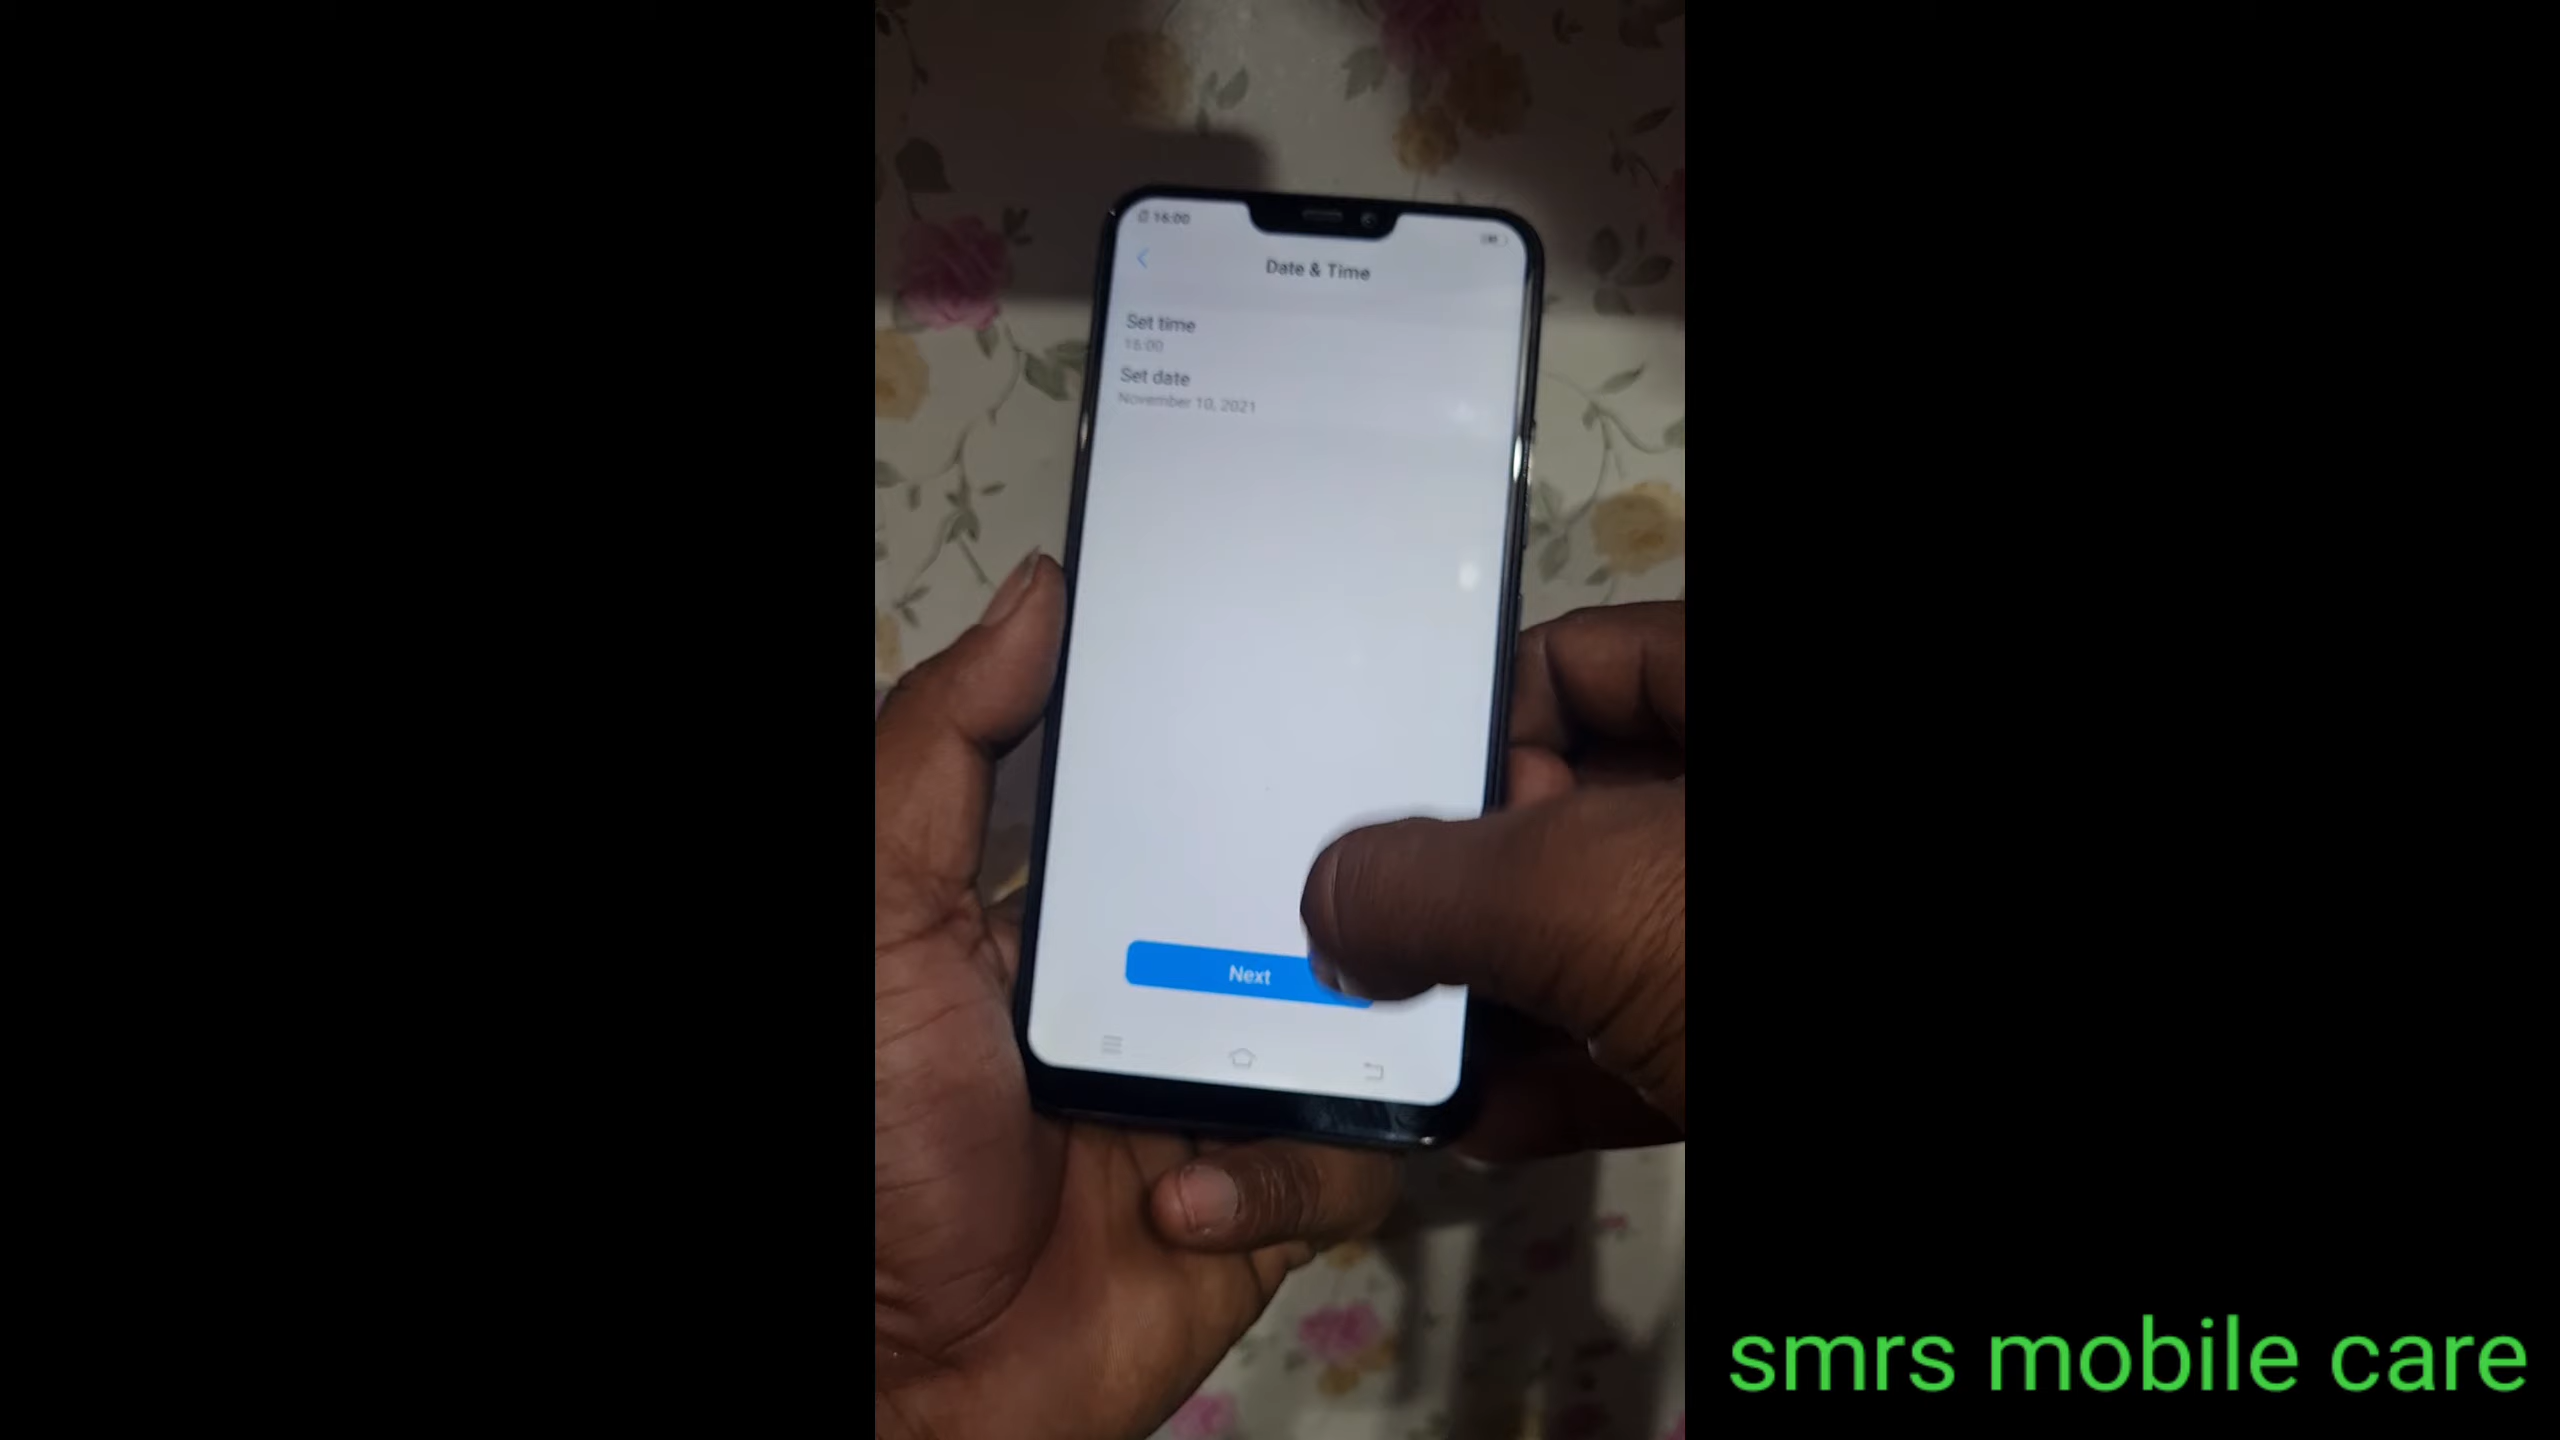 16:00
Date & Time
Set time
16:00
Set date
November 10, 2021
Next
smrs mobile care